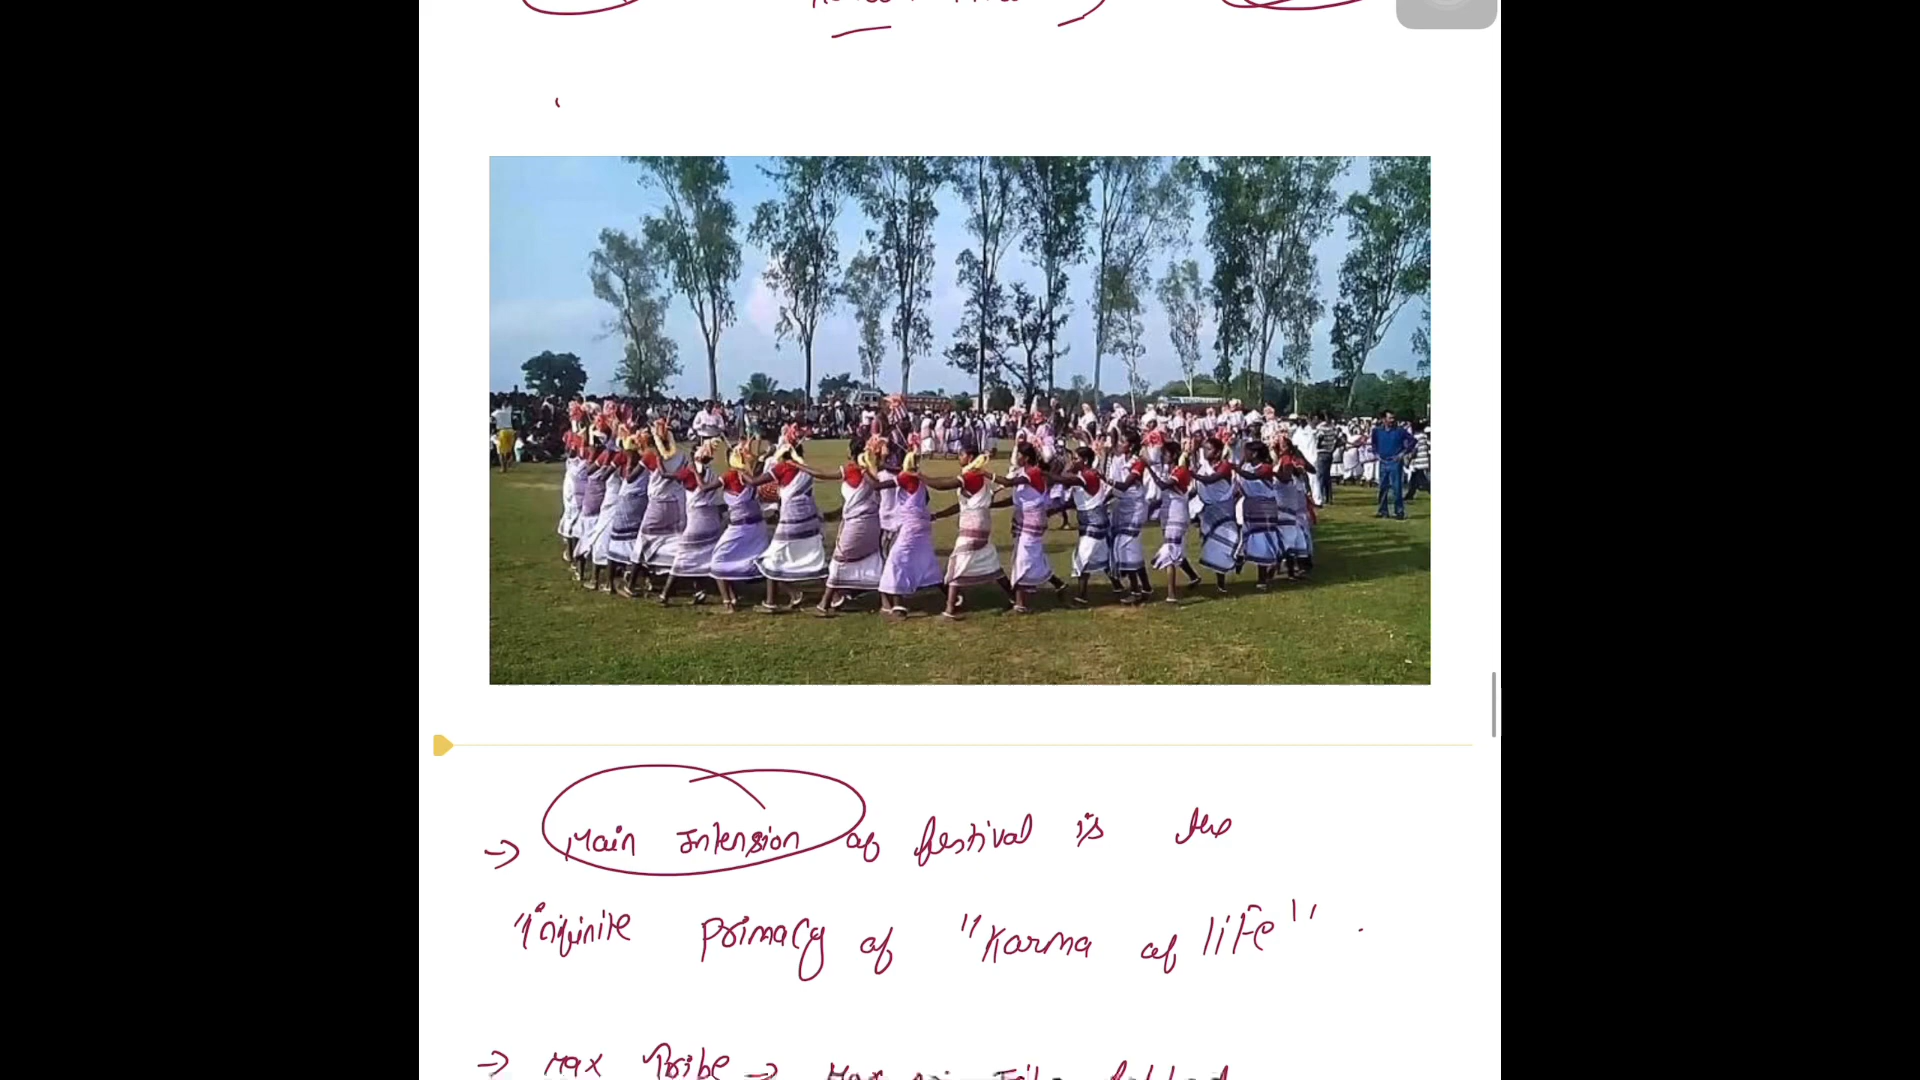 → Main Intension of festival is the
"Infinite Primacy of "Karma of life" .
→ Max Tribe →